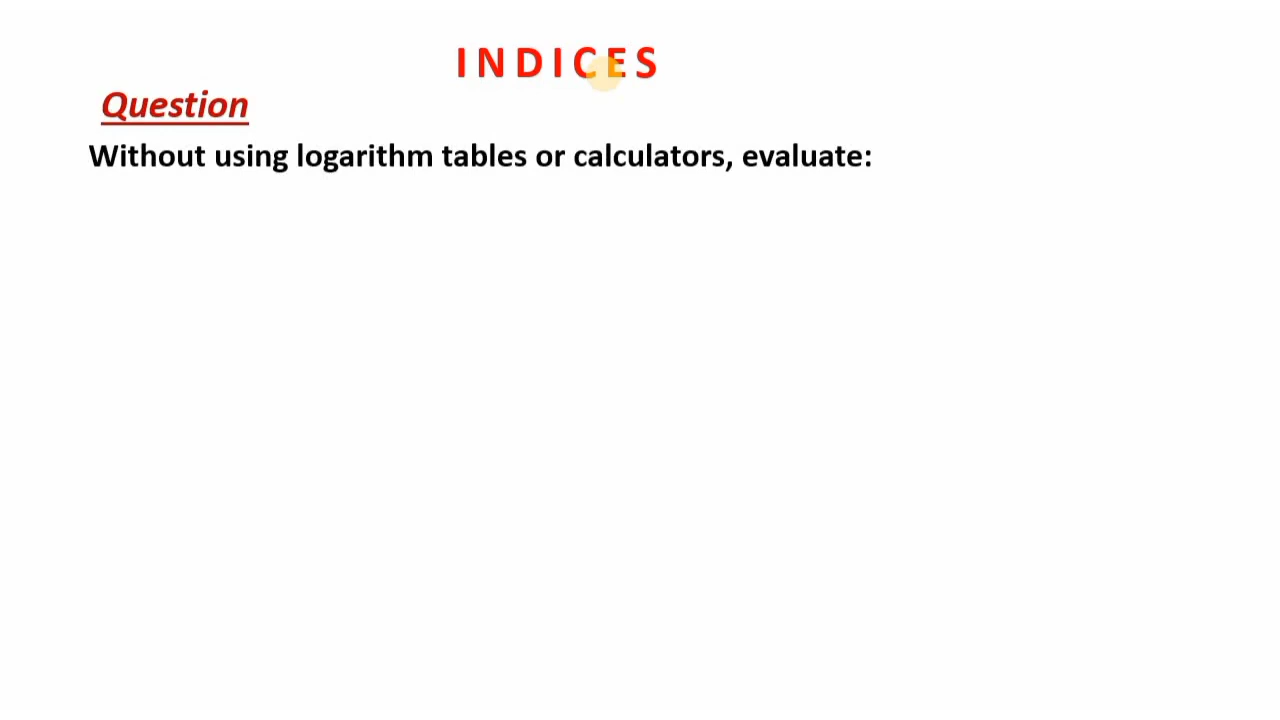 INDICES
Question
Without using logarithm tables or calculators, evaluate: